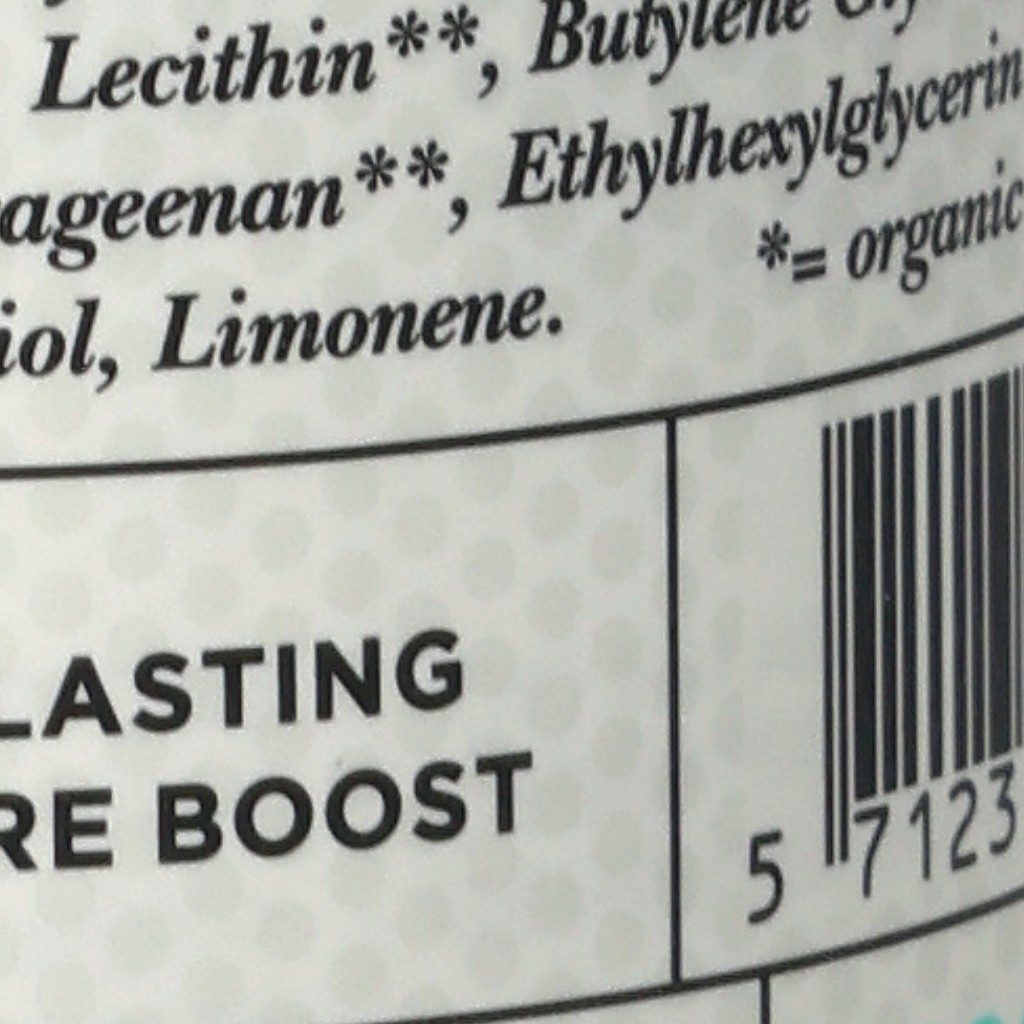 Lecithin**, Butylene
ageenan**, Ethylhexylglycerin
iol, Limonene.
*= organic
LASTING
RE BOOST
5 7123